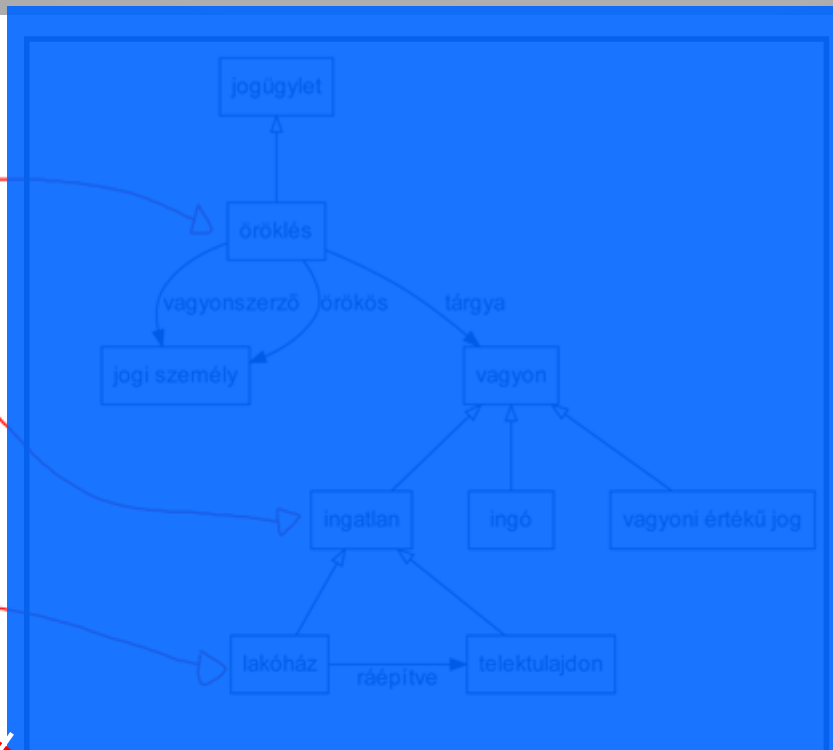 jogügylet
öröklés
vagyonszerző
örökös
tárgya
jogi személy
vagyon
ingatlan
ingó
vagyoni értékű jog
lakóház
ráépítve
telektulajdon